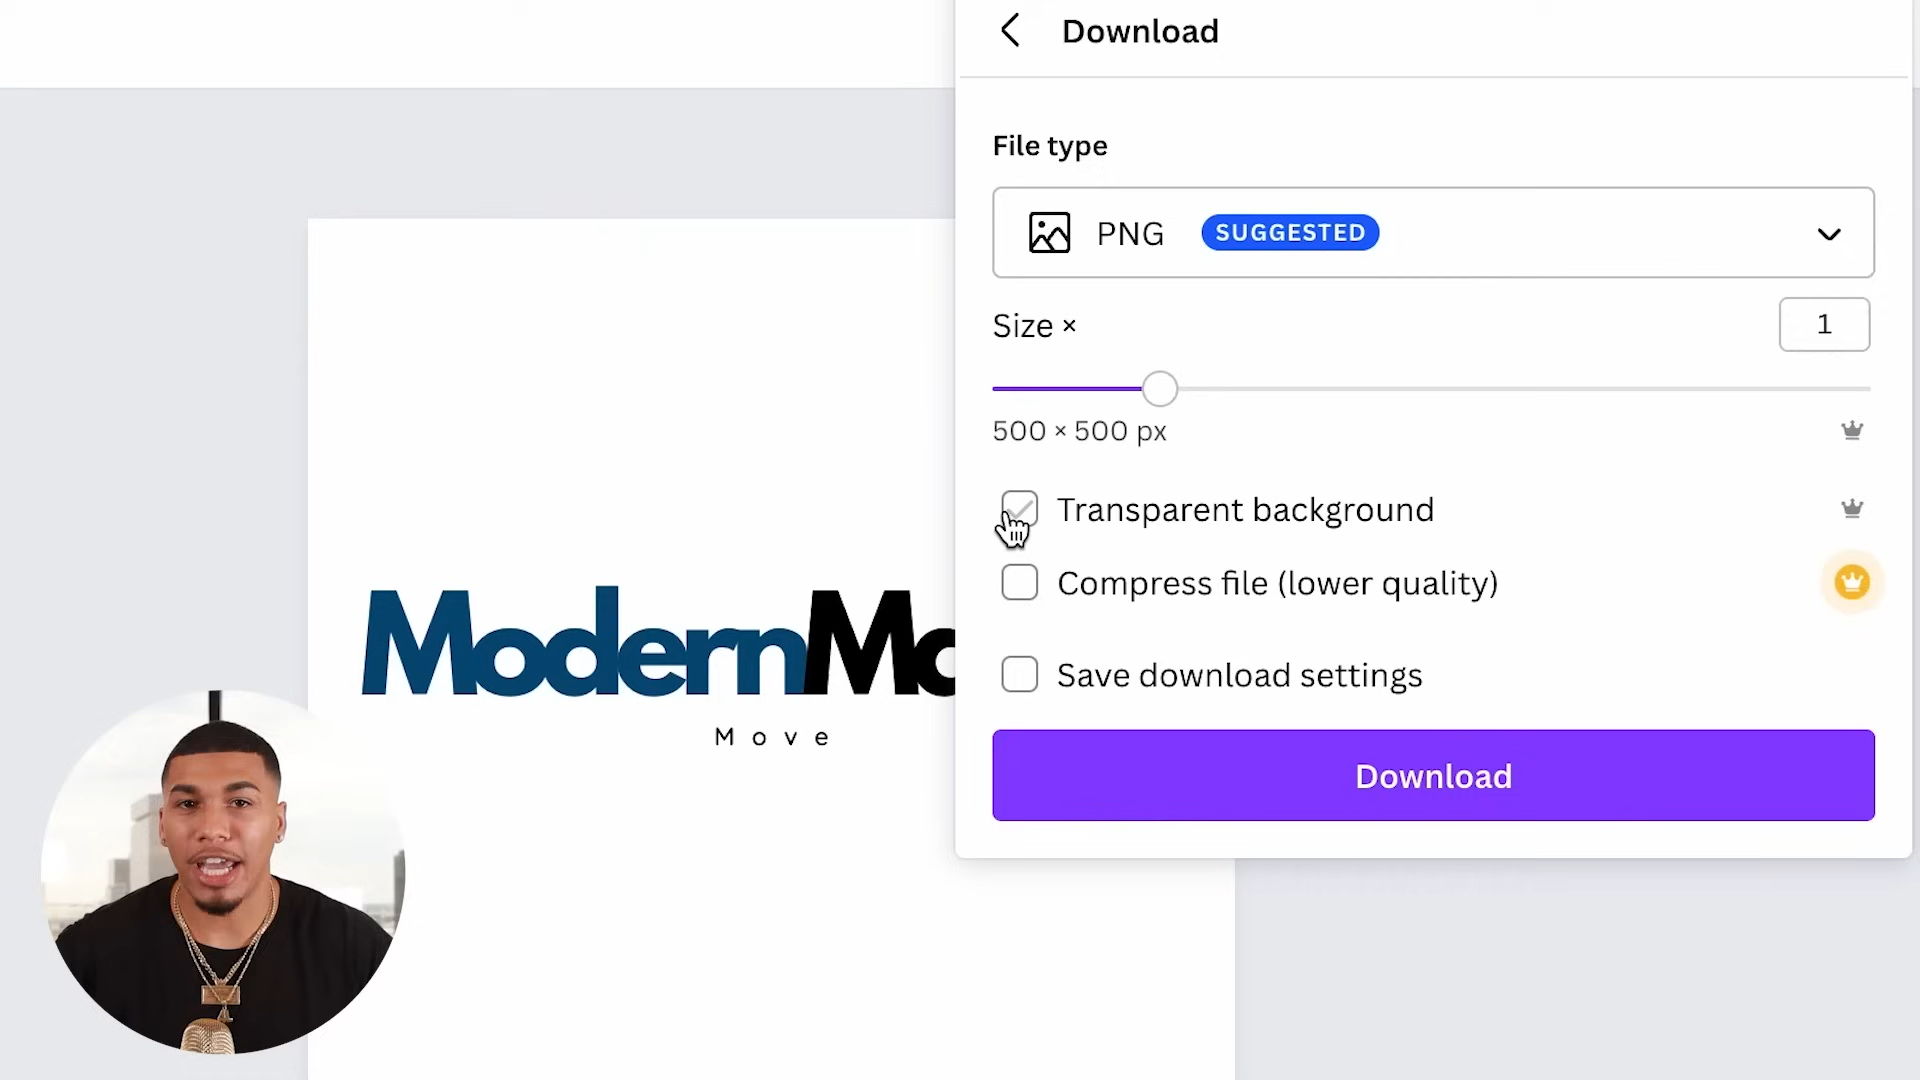 Download
File type
PNG SUGGESTED
Size × 1
500 × 500 px
Transparent background
Compress file (lower quality)
Save download settings
Download
ModernMo
Move